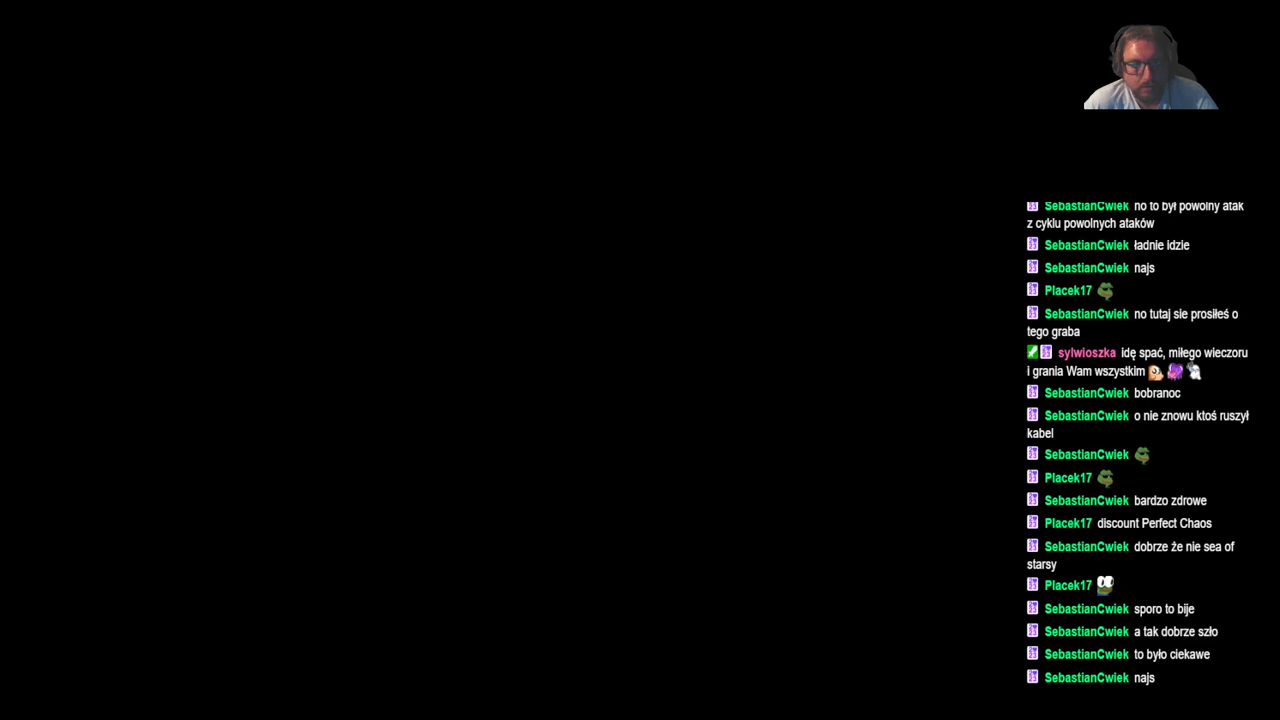 SebastianCwiek no to był powolny atak
z cyklu powolnych ataków
SebastianCwiek ładnie idzie
SebastianCwiek najs
Placek17
SebastianCwiek no tutaj sie prosiłeś o
tego graba
sylwioszka idę spać, miłego wieczoru
i grania Wam wszystkim
SebastianCwiek bobranoc
SebastianCwiek o nie znowu ktoś ruszył
kabel
SebastianCwiek
Placek17
SebastianCwiek bardzo zdrowe
Placek17 discount Perfect Chaos
SebastianCwiek dobrze że nie sea of
starsy
Placek17
SebastianCwiek sporo to bije
SebastianCwiek a tak dobrze szło
SebastianCwiek to było ciekawe
SebastianCwiek najs